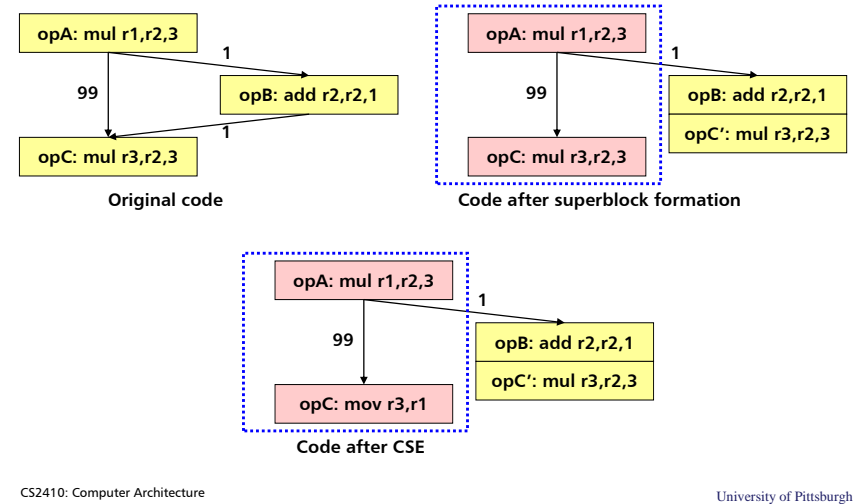 opA: mul r1,r2,3
1
99
opB: add r2,r2,1
1
opC: mul r3,r2,3
Original code
opA: mul r1,r2,3
1
99
opB: add r2,r2,1
opC’: mul r3,r2,3
opC: mul r3,r2,3
Code after superblock formation
opA: mul r1,r2,3
1
99
opB: add r2,r2,1
opC’: mul r3,r2,3
opC: mov r3,r1
Code after CSE
CS2410: Computer Architecture
University of Pittsburgh